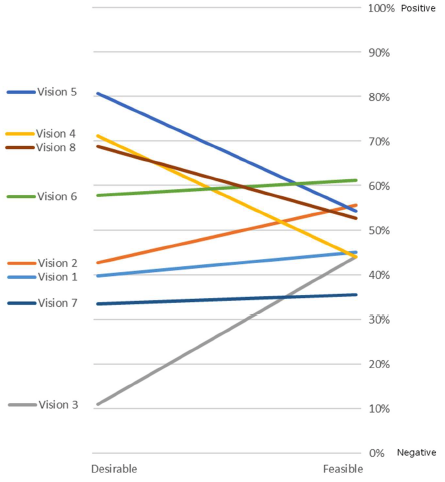 100% Positive
90%
80%
Vision 5
70%
Vision 4
Vision 8
60%
Vision 6
50%
Vision 2
40%
Vision 1
Vision 7
30%
20%
Vision 3
10%
0% Negative
Desirable Feasible